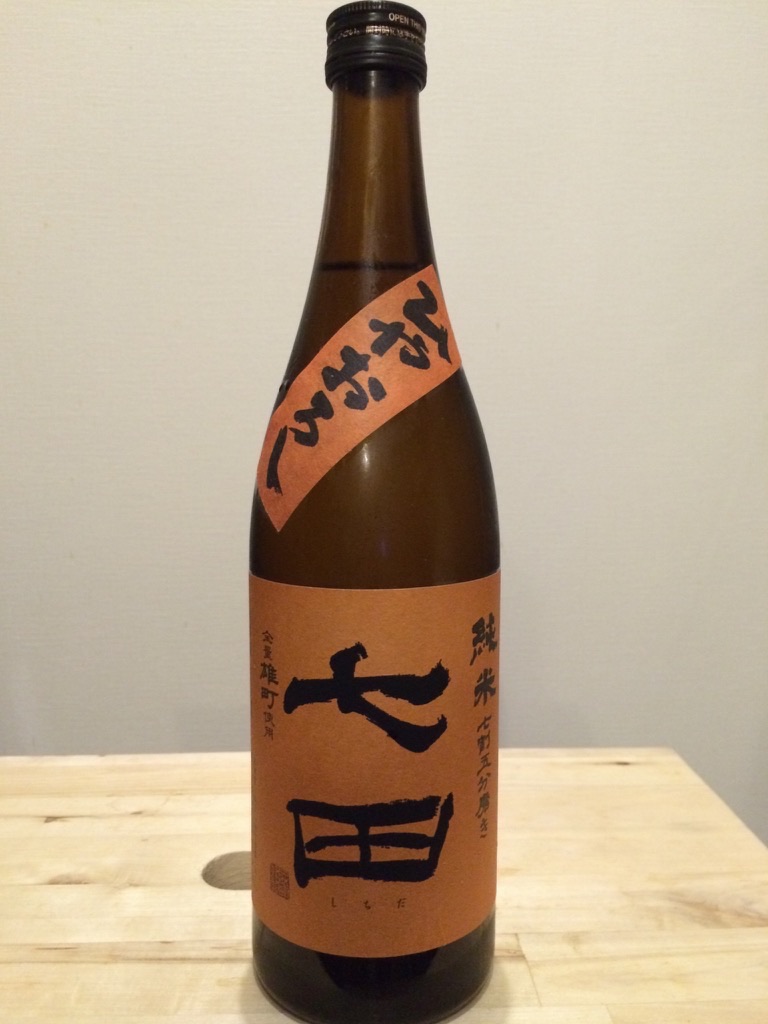 OPEN
ひやおろし
純米 七割五分磨き
七田
しちだ
全量雄町使用